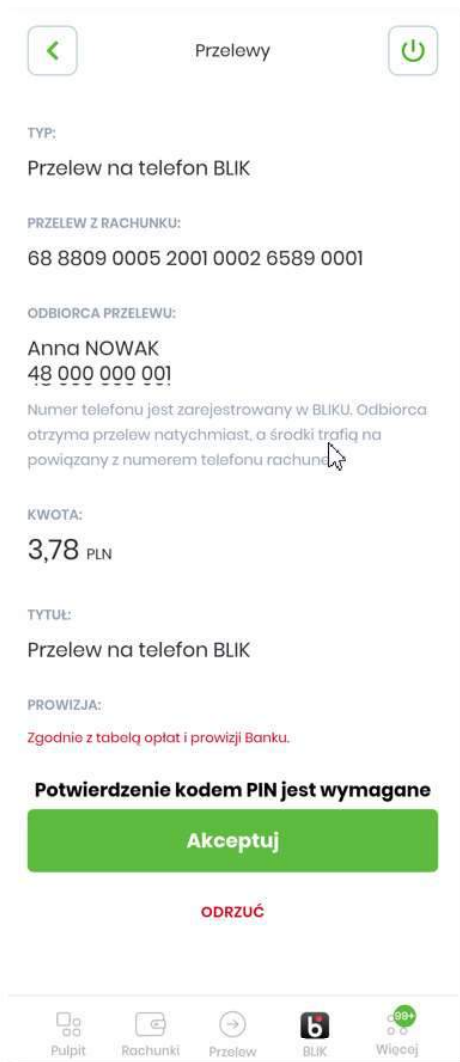 Przelewy
TYP:
Przelew na telefon BLIK
PRZELEW Z RACHUNKU:
68 8809 0005 2001 0002 6589 0001
ODBIORCA PRZELEWU:
Anna NOWAK
48 000 000 001
Numer telefonu jest zarejestrowany w BLIKU. Odbiorca
otrzyma przelew natychmiast, a środki trafią na
powiązany z numerem telefonu
KWOTA:
3,78 PLN
TYTUŁ:
Przelew na telefon BLIK
PROWIZJA:
Zgodnie z tabelą opłat i prowizji Banku.
Potwierdzenie kodem PIN jest wymagane
Akceptuj
ODRZUĆ
b
99+
Pulpit Rachunki Przelew BLIK Więcej